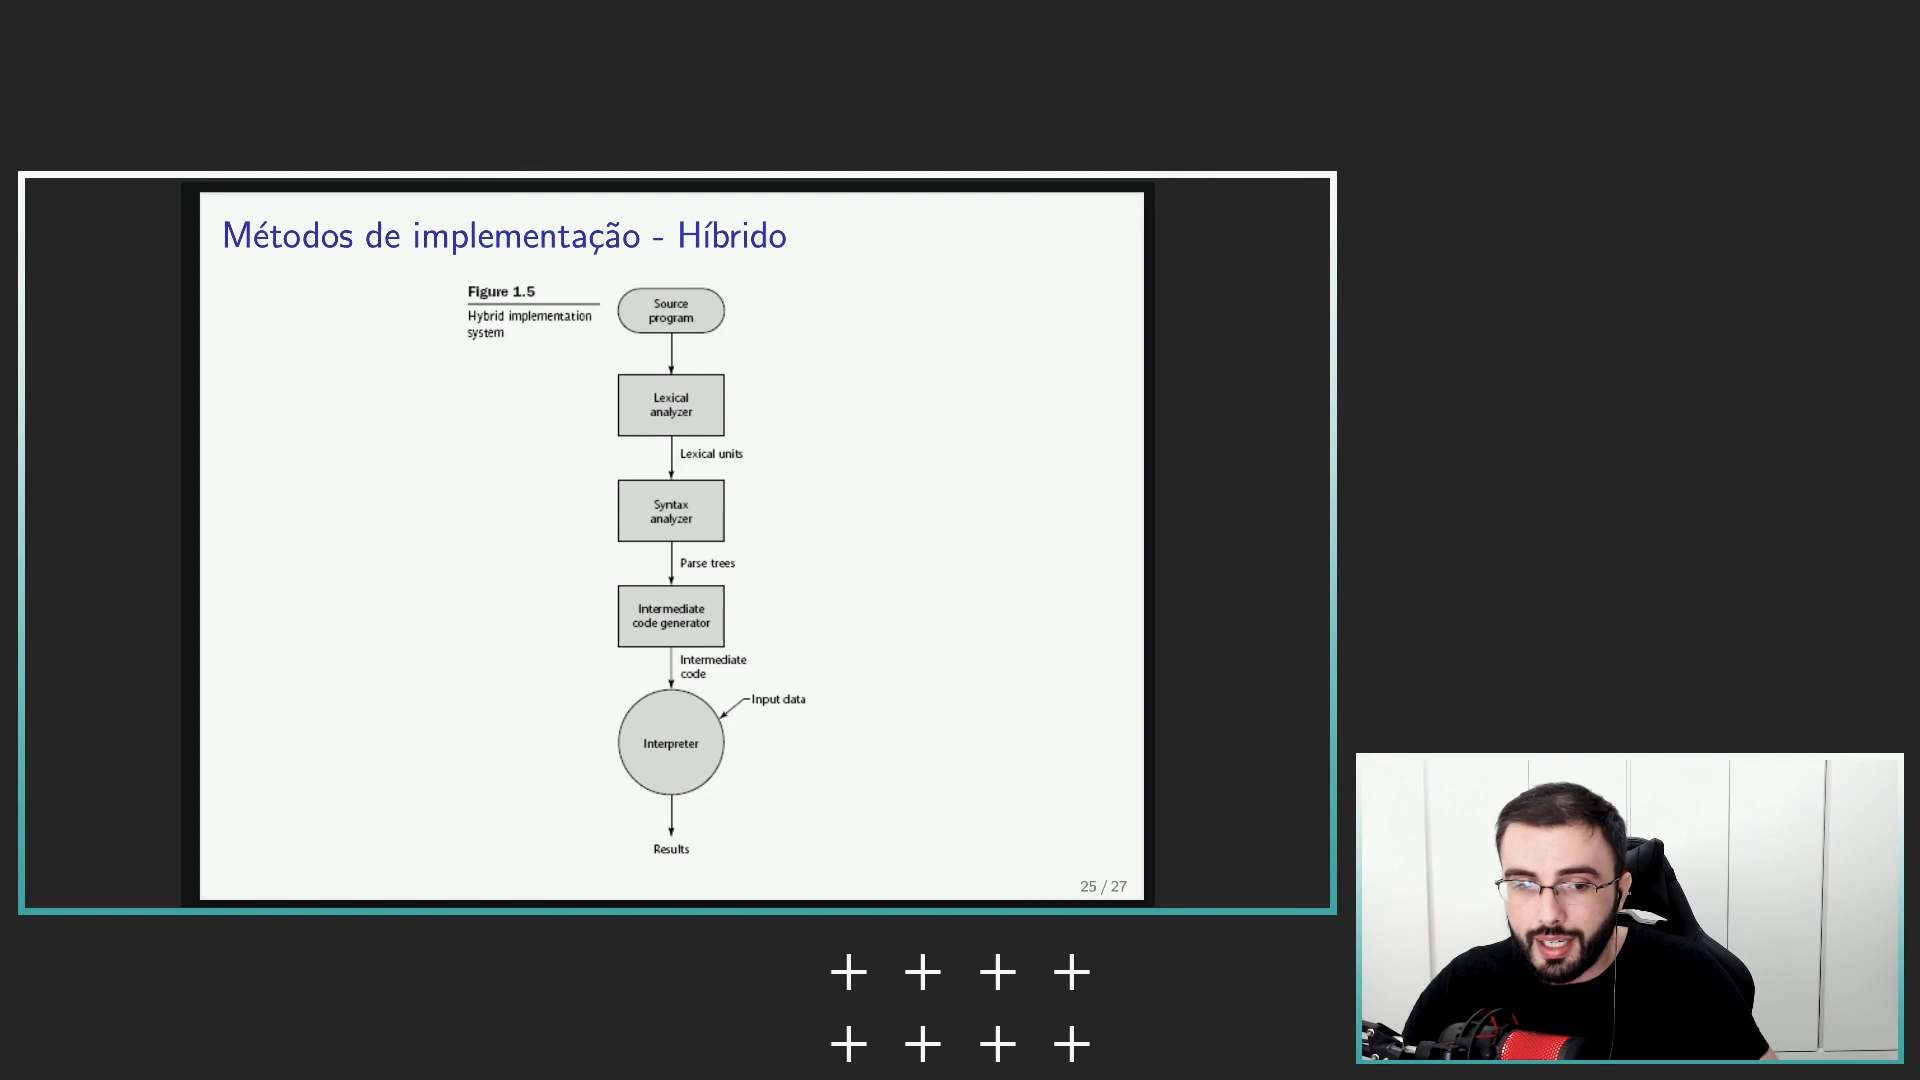 Métodos de implementação - Híbrido
Figure 1.5
Hybrid implementation
system
Source
program
Lexical
analyzer
Lexical units
Syntax
analyzer
Parse trees
Intermediate
code generator
Intermediate
code
Input data
Interpreter
Results
25 / 27